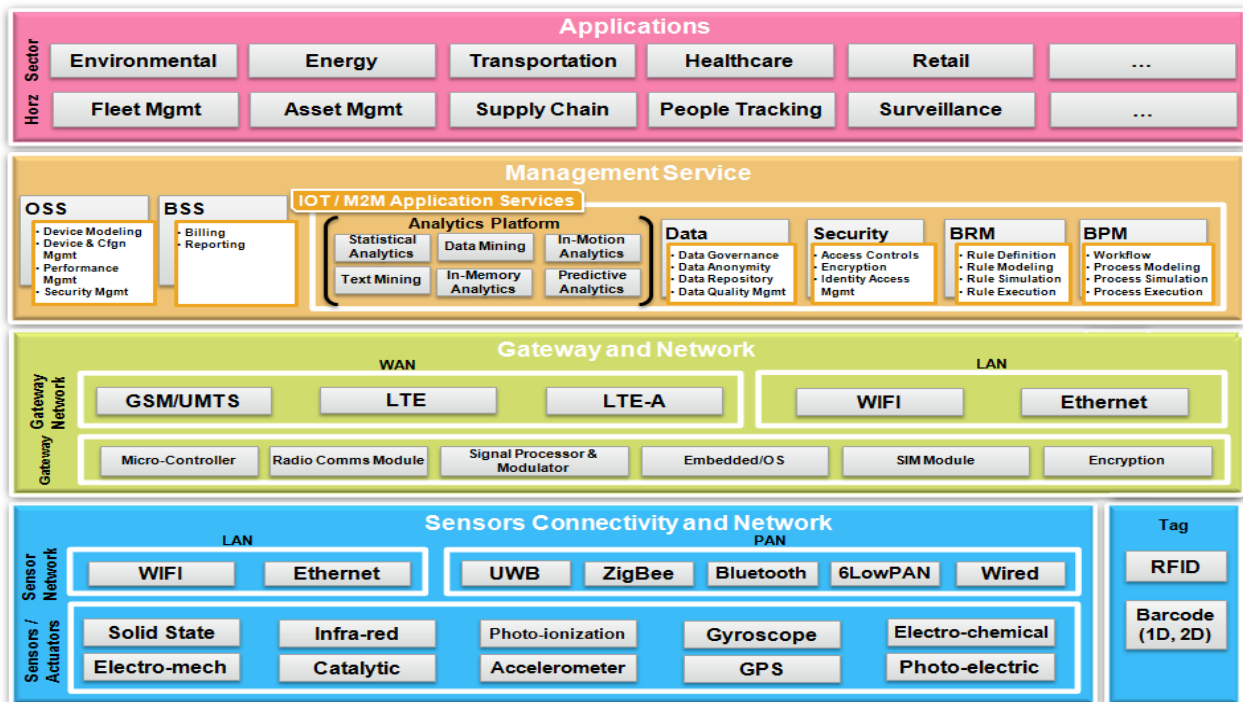 Applications
Sector
Environmental
Energy
Transportation
Healthcare
Retail
...
Horz
Fleet Mgmt
Asset Mgmt
Supply Chain
People Tracking
Surveillance
...
Management Service
OSS
• Device Modeling
• Device & Cfgn
Mgmt
• Performance
Mgmt
• Security Mgmt
BSS
• Billing
• Reporting
IOT / M2M Application Services
Analytics Platform
Statistical
Analytics
Data Mining
In-Motion
Analytics
Text Mining
In-Memory
Analytics
Predictive
Analytics
Data
• Data Governance
• Data Anonymity
• Data Repository
• Data Quality Mgmt
Security
• Access Controls
• Encryption
• Identity Access
Mgmt
BRM
• Rule Definition
• Rule Modeling
• Rule Simulation
• Rule Execution
BPM
• Workflow
• Process Modeling
• Process Simulation
• Process Execution
Gateway and Network
Gateway
Network
WAN
GSM/UMTS
LTE
LTE-A
LAN
WIFI
Ethernet
Gateway
Micro-Controller
Radio Comms Module
Signal Processor &
Modulator
Embedded/OS
SIM Module
Encryption
Sensors Connectivity and Network
Sensor
Network
LAN
WIFI
Ethernet
PAN
UWB
ZigBee
Bluetooth
6LowPAN
Wired
Sensors /
Actuators
Solid State
Infra-red
Photo-ionization
Gyroscope
Electro-chemical
Electro-mech
Catalytic
Accelerometer
GPS
Photo-electric
Tag
RFID
Barcode
(1D, 2D)